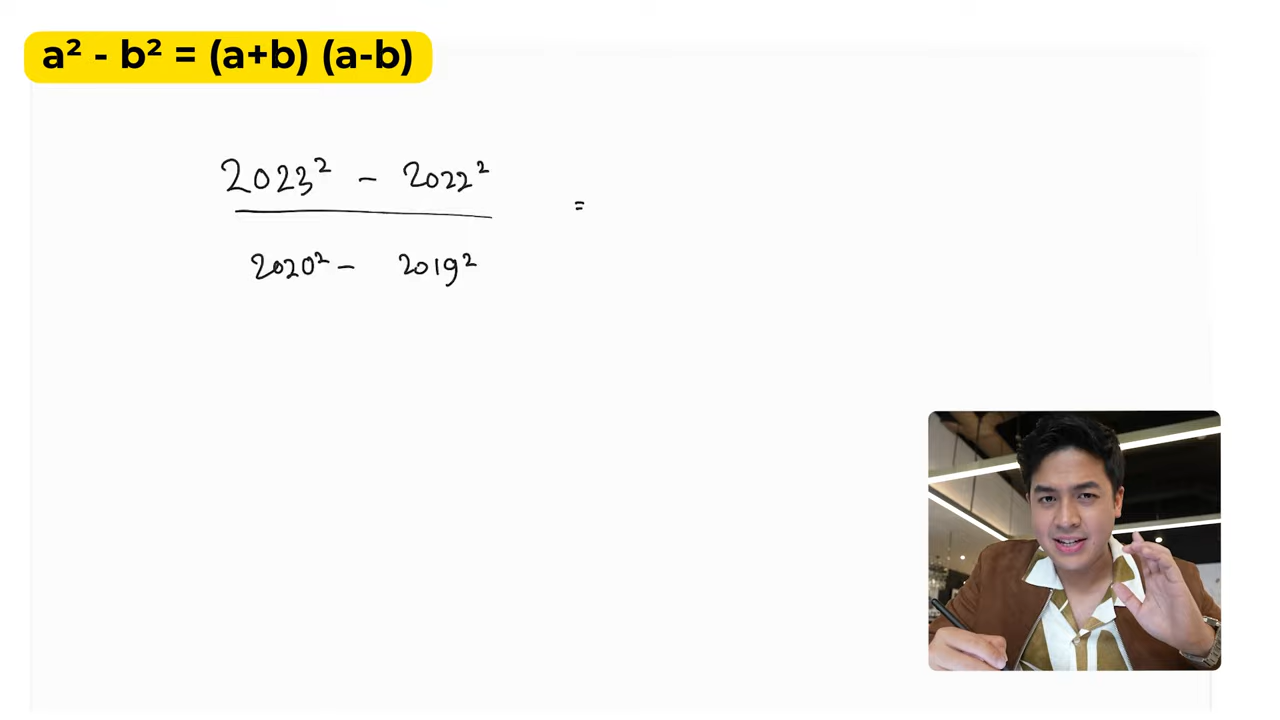 a² - b² = (a+b) (a-b)
2023² - 2022²
=
2020² - 2019²